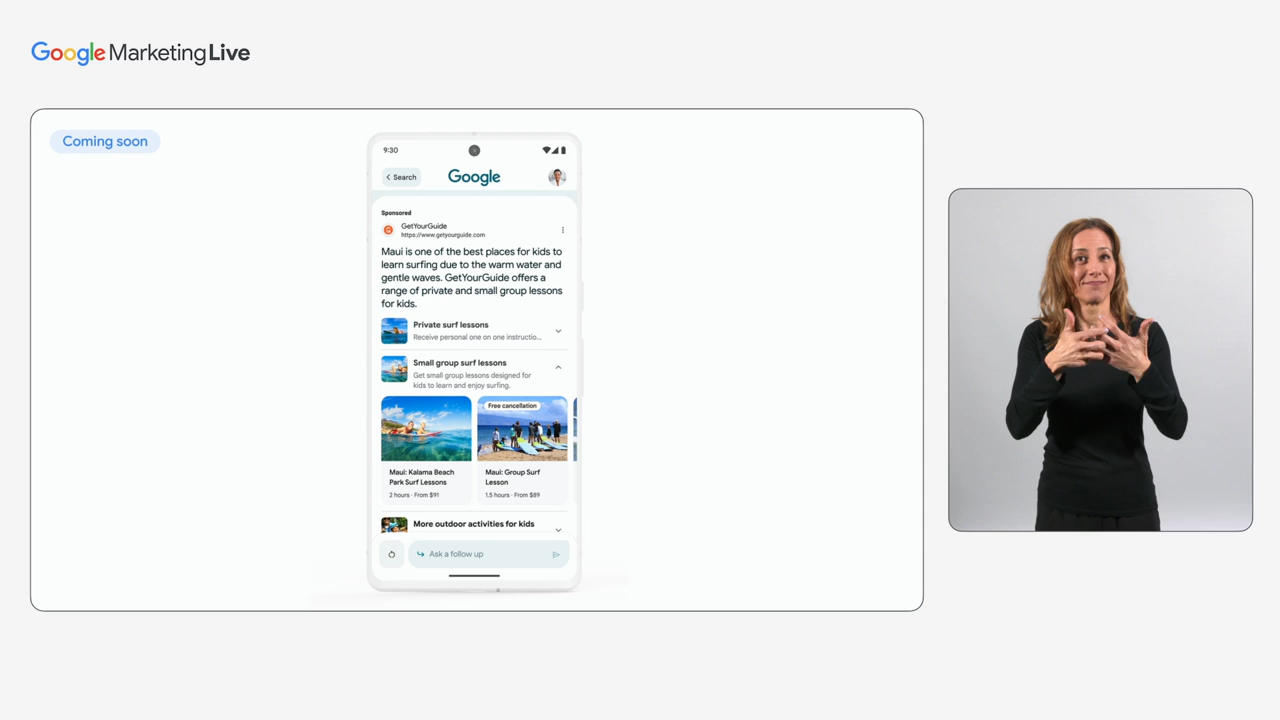 Google Marketing Live
Coming soon
9:30
Search
Google
Sponsored
GetYourGuide
https://www.getyourguide.com
Maui is one of the best places for kids to
learn surfing due to the warm water and
gentle waves. GetYourGuide offers a
range of private and small group lessons
for kids.
Private surf lessons
Receive personal one on one instructio...
Small group surf lessons
Get small group lessons designed for
kids to learn and enjoy surfing.
Free cancellation
Maui: Kalama Beach
Park Surf Lessons
2 hours · From $91
Maui: Group Surf
Lesson
1.5 hours · From $89
More outdoor activities for kids
Ask a follow up